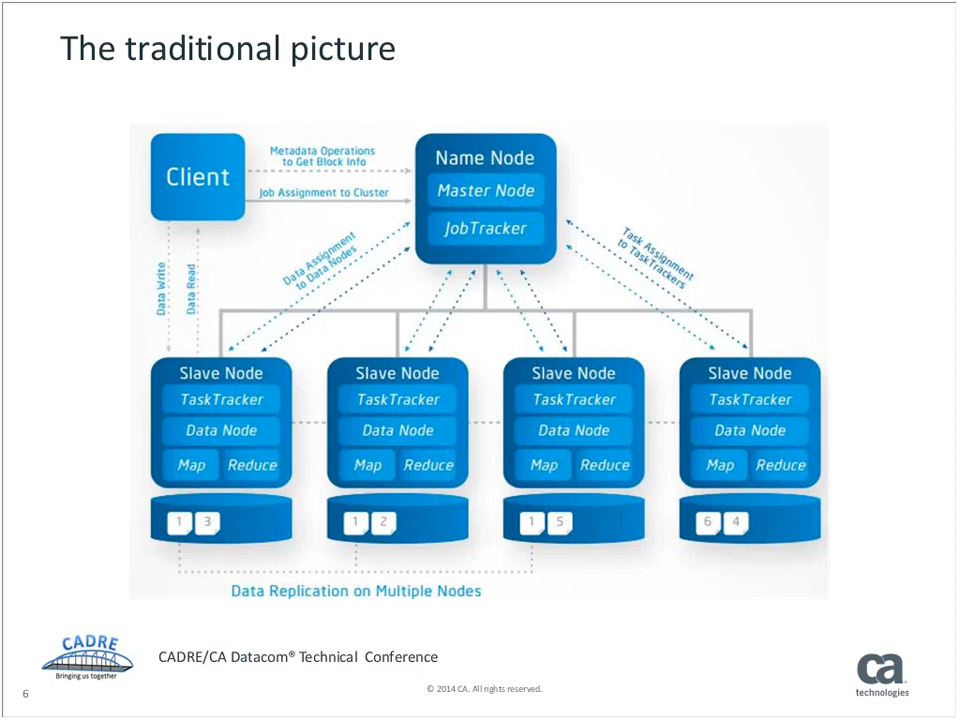 The traditional picture
Client
Metadata Operations
to Get Block Info
Job Assignment to Cluster
Name Node
Master Node
JobTracker
Data Write
Data Read
Data Assignment
to Data Nodes
Task Assignment
to TaskTrackers
Slave Node
TaskTracker
Data Node
Map Reduce
Slave Node
TaskTracker
Data Node
Map Reduce
Slave Node
TaskTracker
Data Node
Map Reduce
Slave Node
TaskTracker
Data Node
Map Reduce
1 3
1 2
1 5
6 4
Data Replication on Multiple Nodes
CADRE
Bringing us together
CADRE/CA Datacom® Technical Conference
6
© 2014 CA. All rights reserved.
ca
technologies